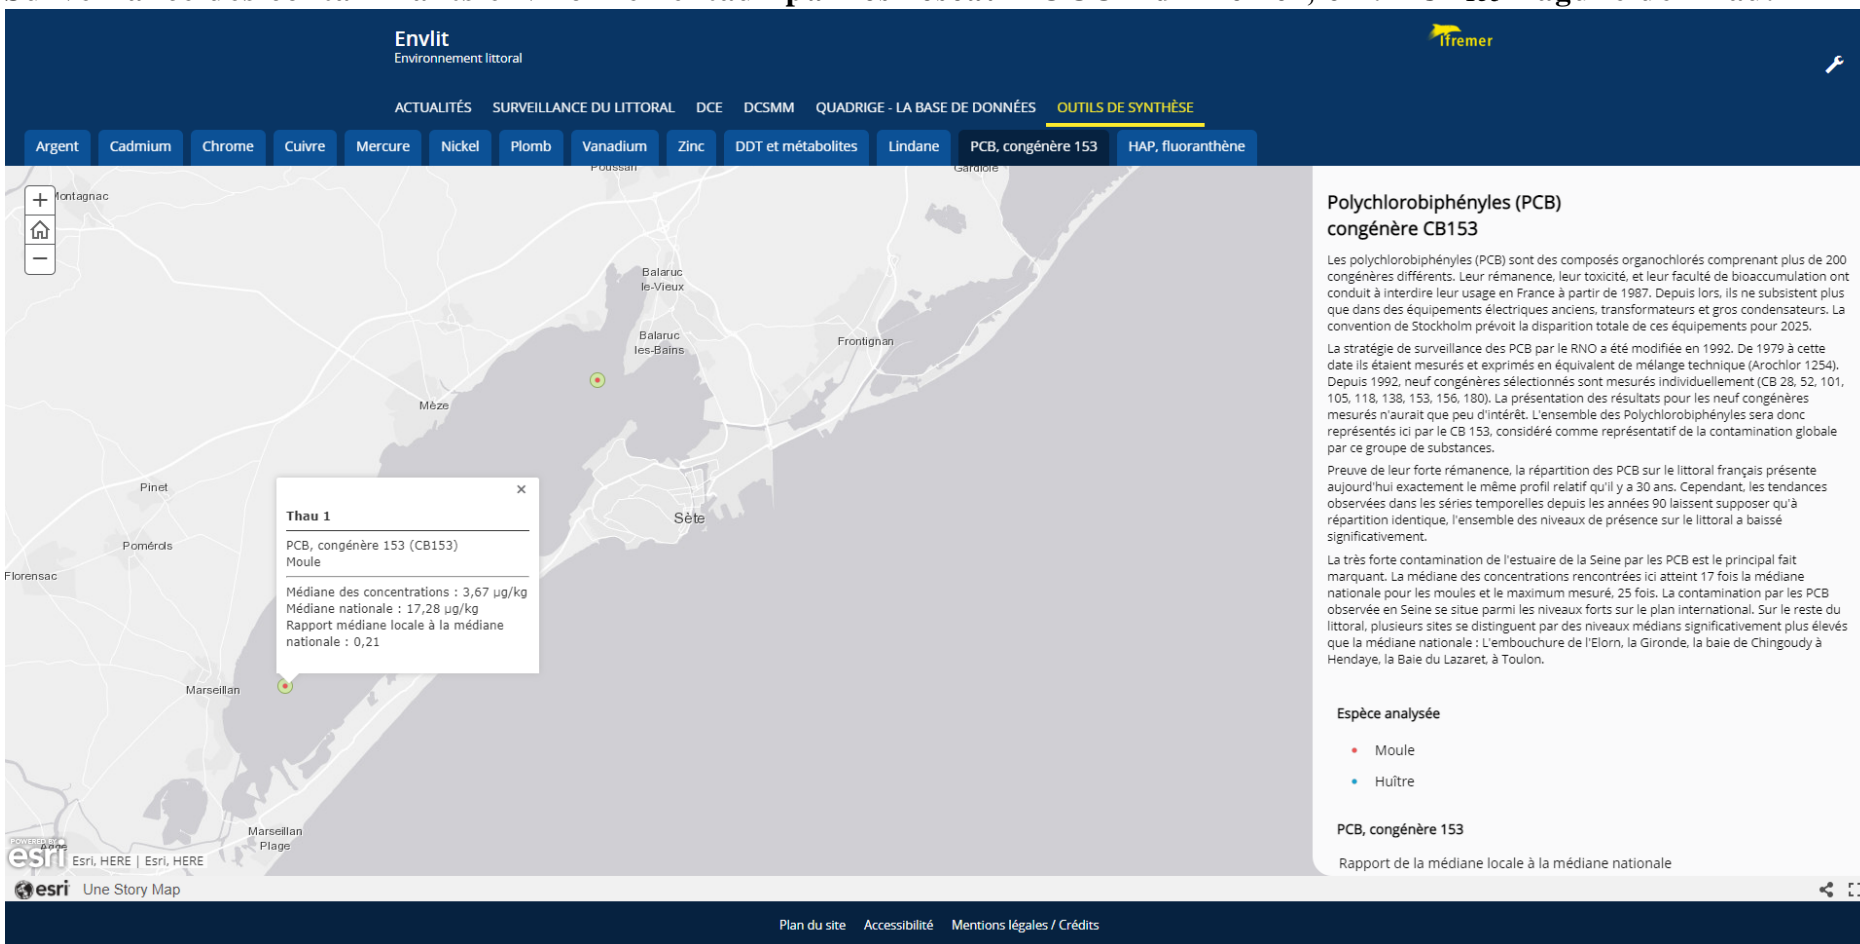 Envlit
Environnement littoral
Ifremer
ACTUALITÉS SURVEILLANCE DU LITTORAL DCE DCSMM QUADRIGE - LA BASE DE DONNÉES OUTILS DE SYNTHÈSE
Argent Cadmium Chrome Cuivre Mercure Nickel Plomb Vanadium Zinc DDT et métabolites Lindane PCB, congénère 153 HAP, fluoranthène
Poussan
Gardiole
Montagnac
Balaruc
le-Vieux
Balaruc
les-Bains
Frontignan
Mèze
Pinet
Sète
Pomérols
Florensac
Marseillan
Marseillan
Plage
Thau 1
PCB, congénère 153 (CB153)
Moule
Médiane des concentrations : 3,67 µg/kg
Médiane nationale : 17,28 µg/kg
Rapport médiane locale à la médiane
nationale : 0,21
POWERED BY
esri
Esri, HERE | Esri, HERE
Polychlorobiphényles (PCB)
congénère CB153
Les polychlorobiphényles (PCB) sont des composés organochlorés comprenant plus de 200
congénères différents. Leur rémanence, leur toxicité, et leur faculté de bioaccumulation ont
conduit à interdire leur usage en France à partir de 1987. Depuis lors, ils ne subsistent plus
que dans des équipements électriques anciens, transformateurs et gros condensateurs. La
convention de Stockholm prévoit la disparition totale de ces équipements pour 2025.
La stratégie de surveillance des PCB par le RNO a été modifiée en 1992. De 1979 à cette
date ils étaient mesurés et exprimés en équivalent de mélange technique (Arochlor 1254).
Depuis 1992, neuf congénères sélectionnés sont mesurés individuellement (CB 28, 52, 101,
105, 118, 138, 153, 156, 180). La présentation des résultats pour les neuf congénères
mesurés n'aurait que peu d'intérêt. L'ensemble des Polychlorobiphényles sera donc
représentés ici par le CB 153, considéré comme représentatif de la contamination globale
par ce groupe de substances.
Preuve de leur forte rémanence, la répartition des PCB sur le littoral français présente
aujourd'hui exactement le même profil relatif qu'il y a 30 ans. Cependant, les tendances
observées dans les séries temporelles depuis les années 90 laissent supposer qu'à
répartition identique, l'ensemble des niveaux de présence sur le littoral a baissé
significativement.
La très forte contamination de l'estuaire de la Seine par les PCB est le principal fait
marquant. La médiane des concentrations rencontrées ici atteint 17 fois la médiane
nationale pour les moules et le maximum mesuré, 25 fois. La contamination par les PCB
observée en Seine se situe parmi les niveaux forts sur le plan international. Sur le reste du
littoral, plusieurs sites se distinguent par des niveaux médians significativement plus élevés
que la médiane nationale : L'embouchure de l'Elorn, la Gironde, la baie de Chingoudy à
Hendaye, la Baie du Lazaret, à Toulon.
Espèce analysée
Moule
Huître
PCB, congénère 153
Rapport de la médiane locale à la médiane nationale
esri Une Story Map
Plan du site Accessibilité Mentions légales / Crédits